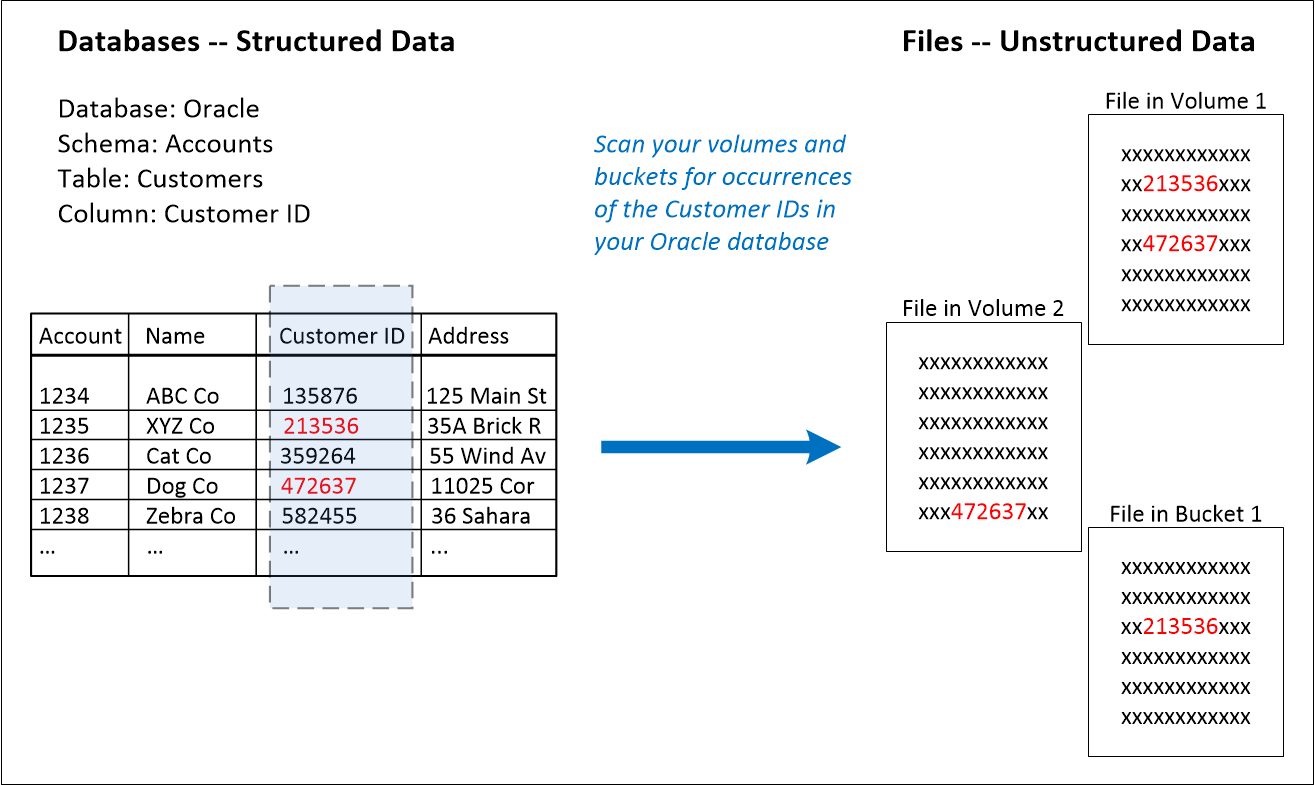 Databases -- Structured Data
Database: Oracle
Schema: Accounts
Table: Customers
Column: Customer ID
Account Name Customer ID Address
1234 ABC Co 135876 125 Main St
1235 XYZ Co 213536 35A Brick R
1236 Cat Co 359264 55 Wind Av
1237 Dog Co 472637 11025 Cor
1238 Zebra Co 582455 36 Sahara
... ... ... ...
Scan your volumes and
buckets for occurrences
of the Customer IDs in
your Oracle database
Files -- Unstructured Data
File in Volume 1
xxxxxxxxxxxx
xx213536xxx
xxxxxxxxxxxx
xx472637xxx
xxxxxxxxxxxx
xxxxxxxxxxxx
File in Volume 2
xxxxxxxxxxxx
xxxxxxxxxxxx
xxxxxxxxxxxx
xxxxxxxxxxxx
xxxxxxxxxxxx
xxx472637xx
File in Bucket 1
xxxxxxxxxxxx
xxxxxxxxxxxx
xx213536xxx
xxxxxxxxxxxx
xxxxxxxxxxxx
xxxxxxxxxxxx